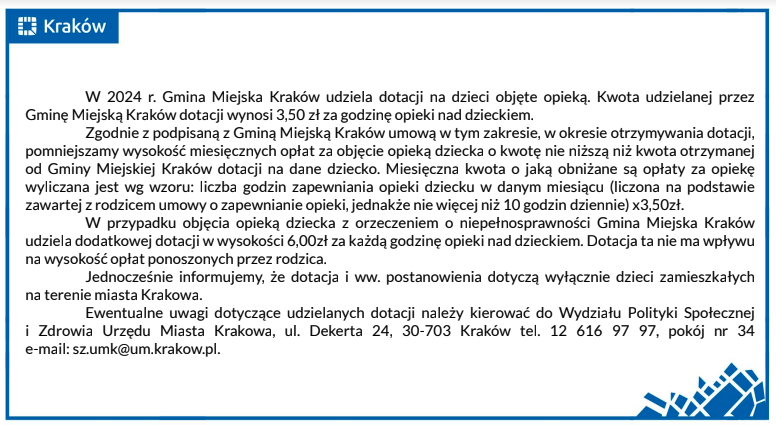 Kraków
W 2024 r. Gmina Miejska Kraków udziela dotacji na dzieci objęte opieką. Kwota udzielanej przez
Gminę Miejską Kraków dotacji wynosi 3,50 zł za godzinę opieki nad dzieckiem.
Zgodnie z podpisaną z Gminą Miejską Kraków umową w tym zakresie, w okresie otrzymywania dotacji,
pomniejszamy wysokość miesięcznych opłat za objęcie opieką dziecka o kwotę nie niższą niż kwota otrzymanej
od Gminy Miejskiej Kraków dotacji na dane dziecko. Miesięczna kwota o jaką obniżane są opłaty za opiekę
wyliczana jest wg wzoru: liczba godzin zapewniania opieki dziecku w danym miesiącu (liczona na podstawie
zawartej z rodzicem umowy o zapewnianie opieki, jednakże nie więcej niż 10 godzin dziennie) x3,50zł.
W przypadku objęcia opieką dziecka z orzeczeniem o niepełnosprawności Gmina Miejska Kraków
udziela dodatkowej dotacji w wysokości 6,00zł za każdą godzinę opieki nad dzieckiem. Dotacja ta nie ma wpływu
na wysokość opłat ponoszonych przez rodzica.
Jednocześnie informujemy, że dotacja i ww. postanowienia dotyczą wyłącznie dzieci zamieszkałych
na terenie miasta Krakowa.
Ewentualne uwagi dotyczące udzielanych dotacji należy kierować do Wydziału Polityki Społecznej
i Zdrowia Urzędu Miasta Krakowa, ul. Dekerta 24, 30-703 Kraków tel. 12 616 97 97, pokój nr 34
e-mail: sz.umk@um.krakow.pl.